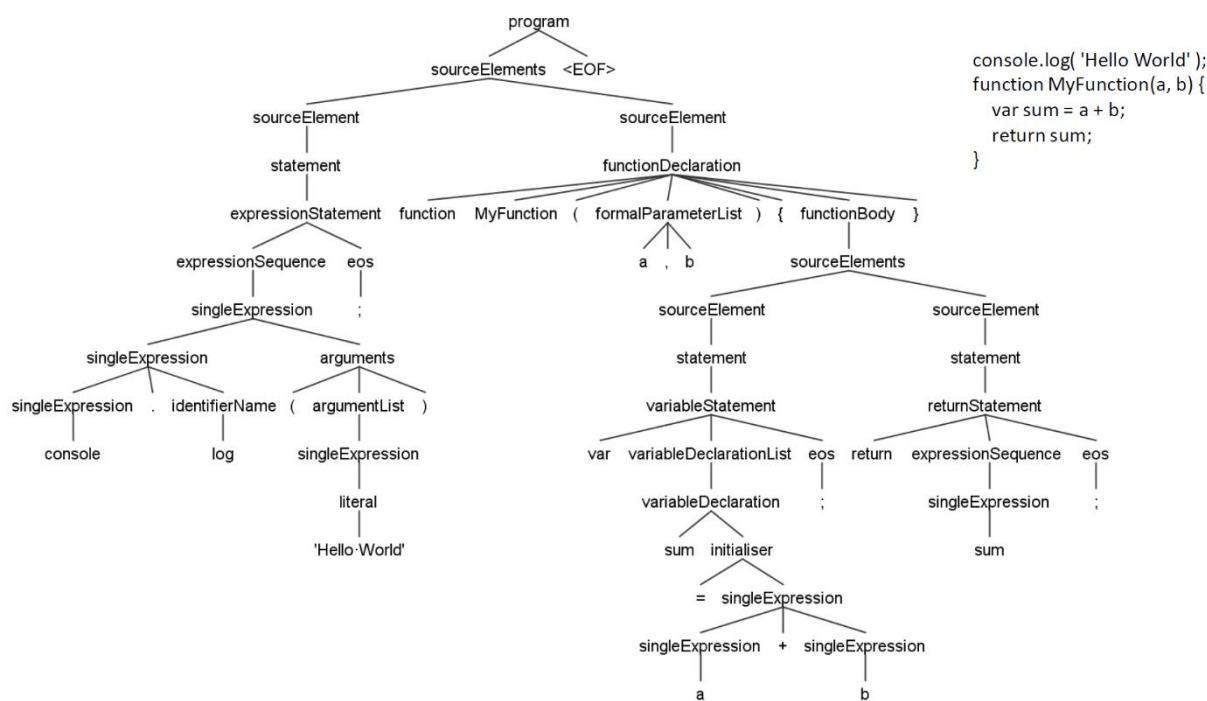 program
sourceElements <EOF>
console.log( 'Hello World' );
function MyFunction(a, b) {
var sum = a + b;
return sum;
}
sourceElement sourceElement
statement functionDeclaration
expressionStatement function MyFunction ( formalParameterList ) { functionBody }
expressionSequence eos a , b sourceElements
singleExpression ; sourceElement sourceElement
singleExpression arguments statement statement
singleExpression . identifierName ( argumentList ) variableStatement returnStatement
console log singleExpression var variableDeclarationList eos return expressionSequence eos
literal variableDeclaration ; singleExpression ;
'Hello·World' sum initialiser sum
= singleExpression
singleExpression + singleExpression
a b